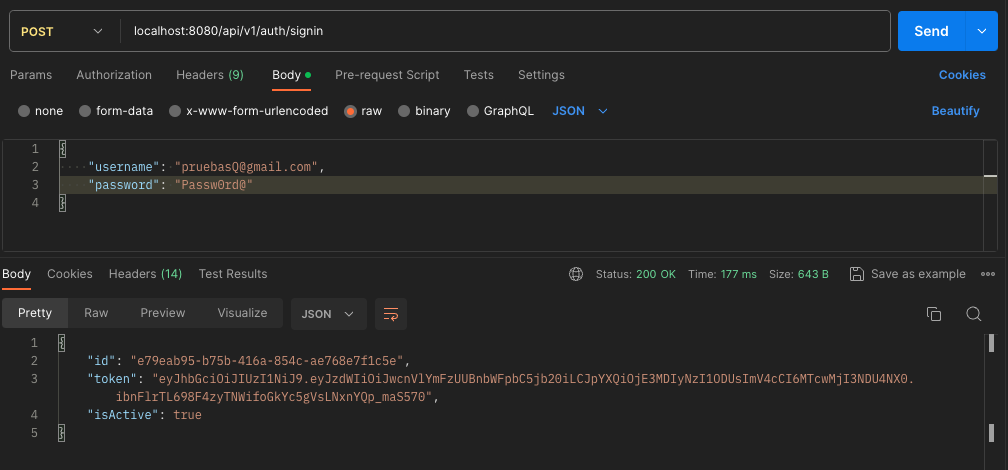 POST localhost:8080/api/v1/auth/signin Send
Params Authorization Headers (9) Body Pre-request Script Tests Settings Cookies
none form-data x-www-form-urlencoded raw binary GraphQL JSON Beautify
1 {
2 "username": "pruebasQ@gmail.com",
3 "password": "Passw0rd@"
4 }
Body Cookies Headers (14) Test Results Status: 200 OK Time: 177 ms Size: 643 B Save as example
Pretty Raw Preview Visualize JSON
1 {
2 "id": "e79eab95-b75b-416a-854c-ae768e7f1c5e",
3 "token": "eyJhbGciOiJIUzI1NiJ9.eyJzdWIiOiJwcnVlYmFzUUBnbWFpbC5jb20iLCJpYXQiOjE3MDIyNzI1ODUsImV4cCI6MTcwMjI3NDU4NX0.
ibnFlrTL698F4zyTNWifoGkYc5gVsLNxnYQp_maS570",
4 "isActive": true
5 }